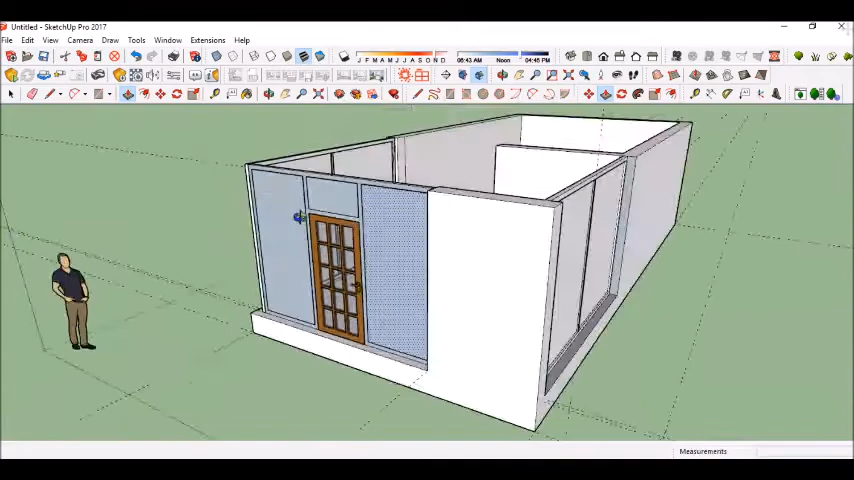 Untitled - SketchUp Pro 2017
File Edit View Camera Draw Tools Window Extensions Help
J F M A M J J A S O N D 06:43 AM Noon 04:45 PM
Measurements